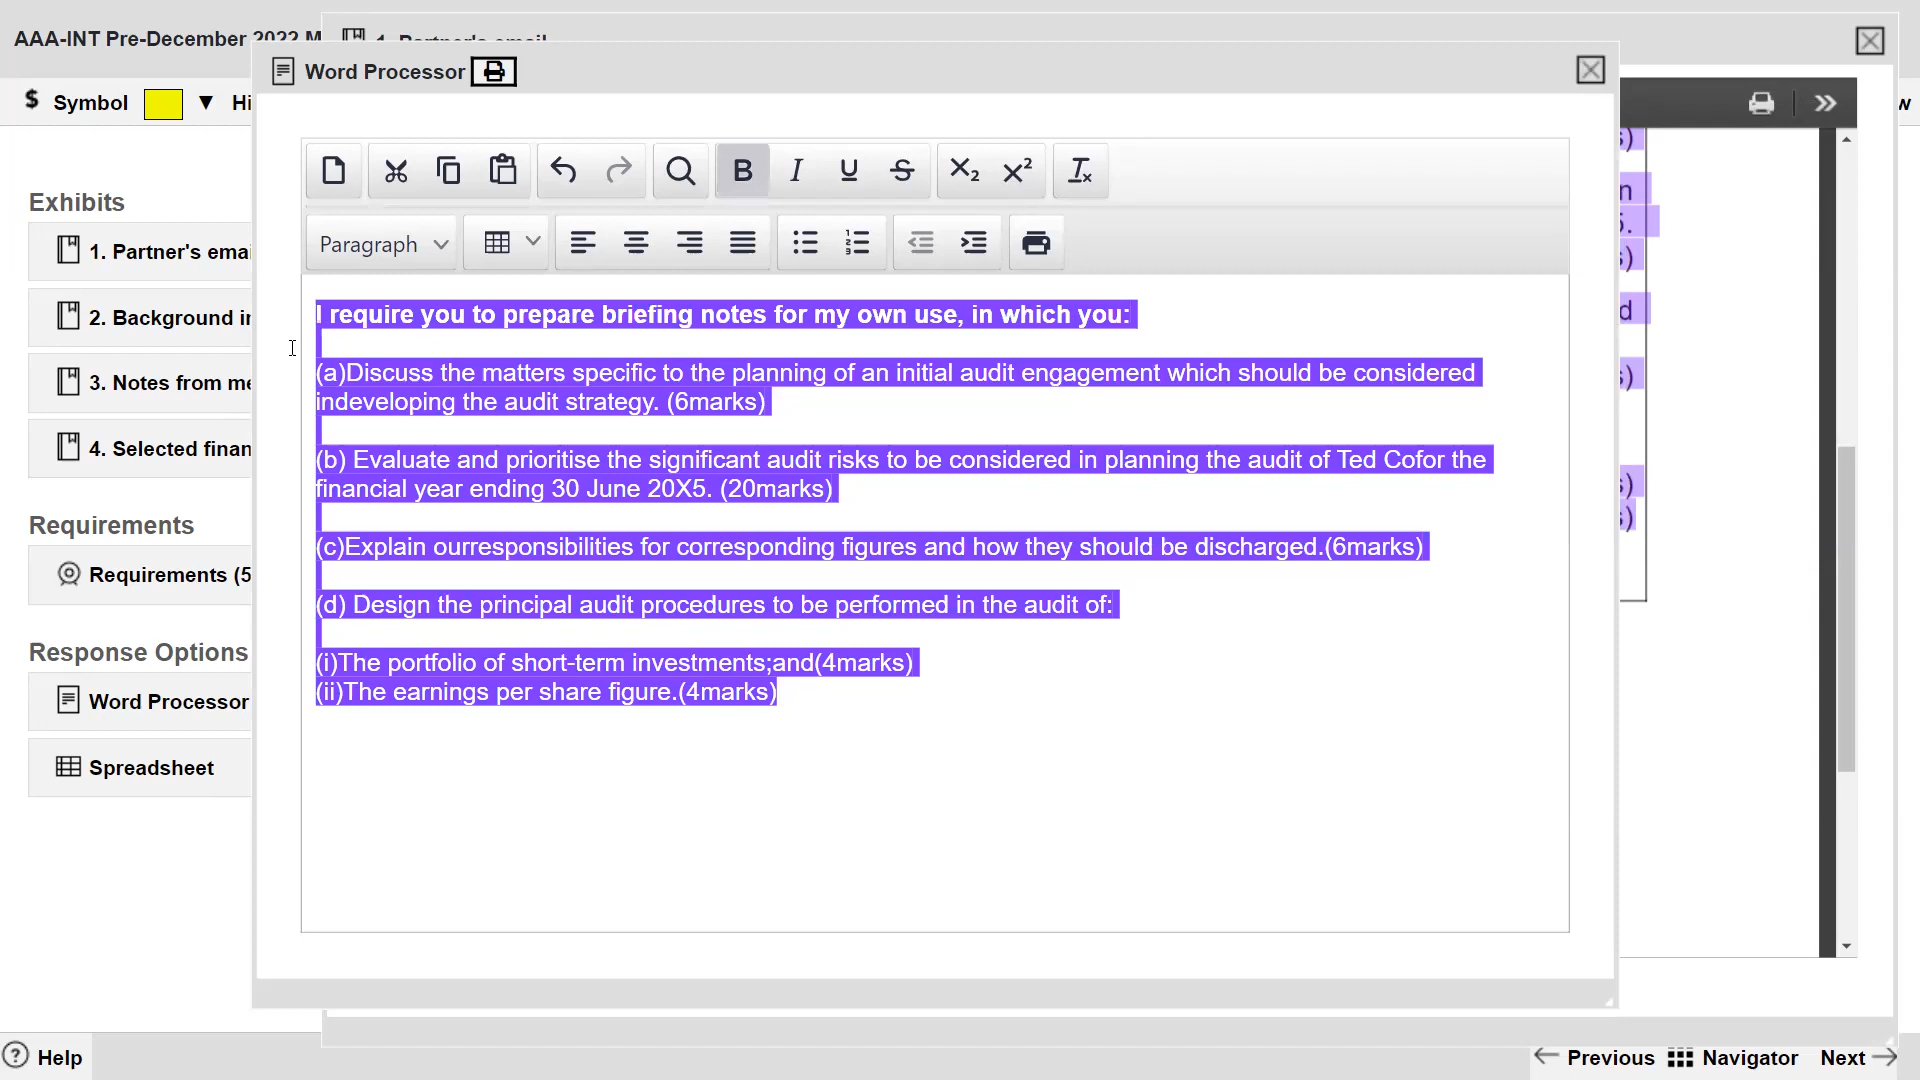 AAA-INT Pre-December 2022 M
Word Processor
$ Symbol
Exhibits
1. Partner's emai
2. Background in
3. Notes from me
4. Selected finan
Requirements
Requirements (5
Response Options
Word Processor
Spreadsheet
Paragraph
I require you to prepare briefing notes for my own use, in which you:
(a)Discuss the matters specific to the planning of an initial audit engagement which should be considered
indeveloping the audit strategy. (6marks)
(b) Evaluate and prioritise the significant audit risks to be considered in planning the audit of Ted Cofor the
financial year ending 30 June 20X5. (20marks)
(c)Explain ourresponsibilities for corresponding figures and how they should be discharged.(6marks)
(d) Design the principal audit procedures to be performed in the audit of:
(i)The portfolio of short-term investments;and(4marks)
(ii)The earnings per share figure.(4marks)
Help
Previous
Navigator
Next